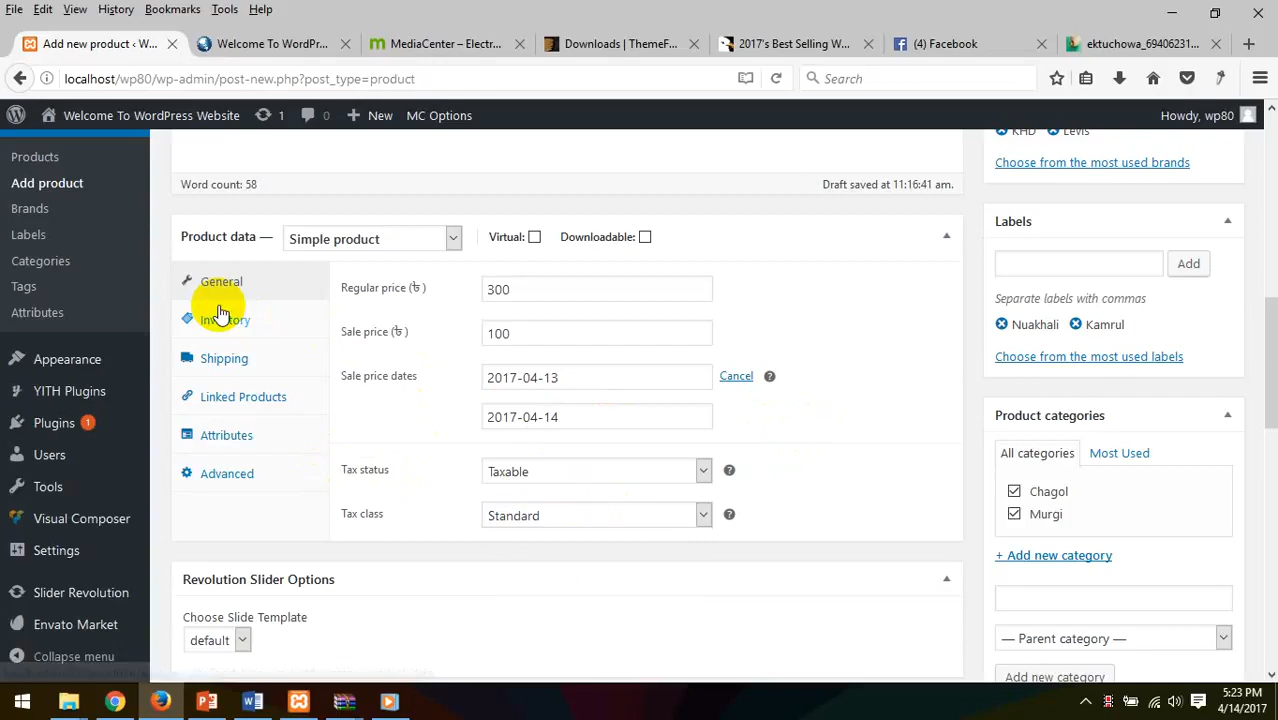 File Edit View History Bookmarks Tools Help
Add new product ‹ W...
Welcome To WordPre...
MediaCenter – Electr...
Downloads | ThemeF...
2017's Best Selling W...
(4) Facebook
ektuchowa_69406231...
localhost/wp80/wp-admin/post-new.php?post_type=product
Search
Welcome To WordPress Website 1 0 New MC Options
Howdy, wp80
Products
Add product
Brands
Labels
Categories
Tags
Attributes
Appearance
YITH Plugins
Plugins 1
Users
Tools
Visual Composer
Settings
Slider Revolution
Envato Market
Collapse menu
Word count: 58
Draft saved at 11:16:41 am.
Product data — Simple product Virtual: Downloadable:
General
Inventory
Shipping
Linked Products
Attributes
Advanced
Regular price (৳ ) 300
Sale price (৳ ) 100
Sale price dates 2017-04-13 Cancel
2017-04-14
Tax status Taxable
Tax class Standard
Revolution Slider Options
Choose Slide Template
default
KHD Levis
Choose from the most used brands
Labels
Add
Separate labels with commas
Nuakhali Kamrul
Choose from the most used labels
Product categories
All categories Most Used
Chagol
Murgi
+ Add new category
— Parent category —
Add new category
5:23 PM
4/14/2017